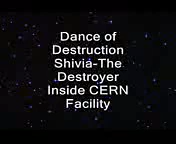 Dance of
Destruction
Shivia-The
Destroyer
Inside CERN
Facility